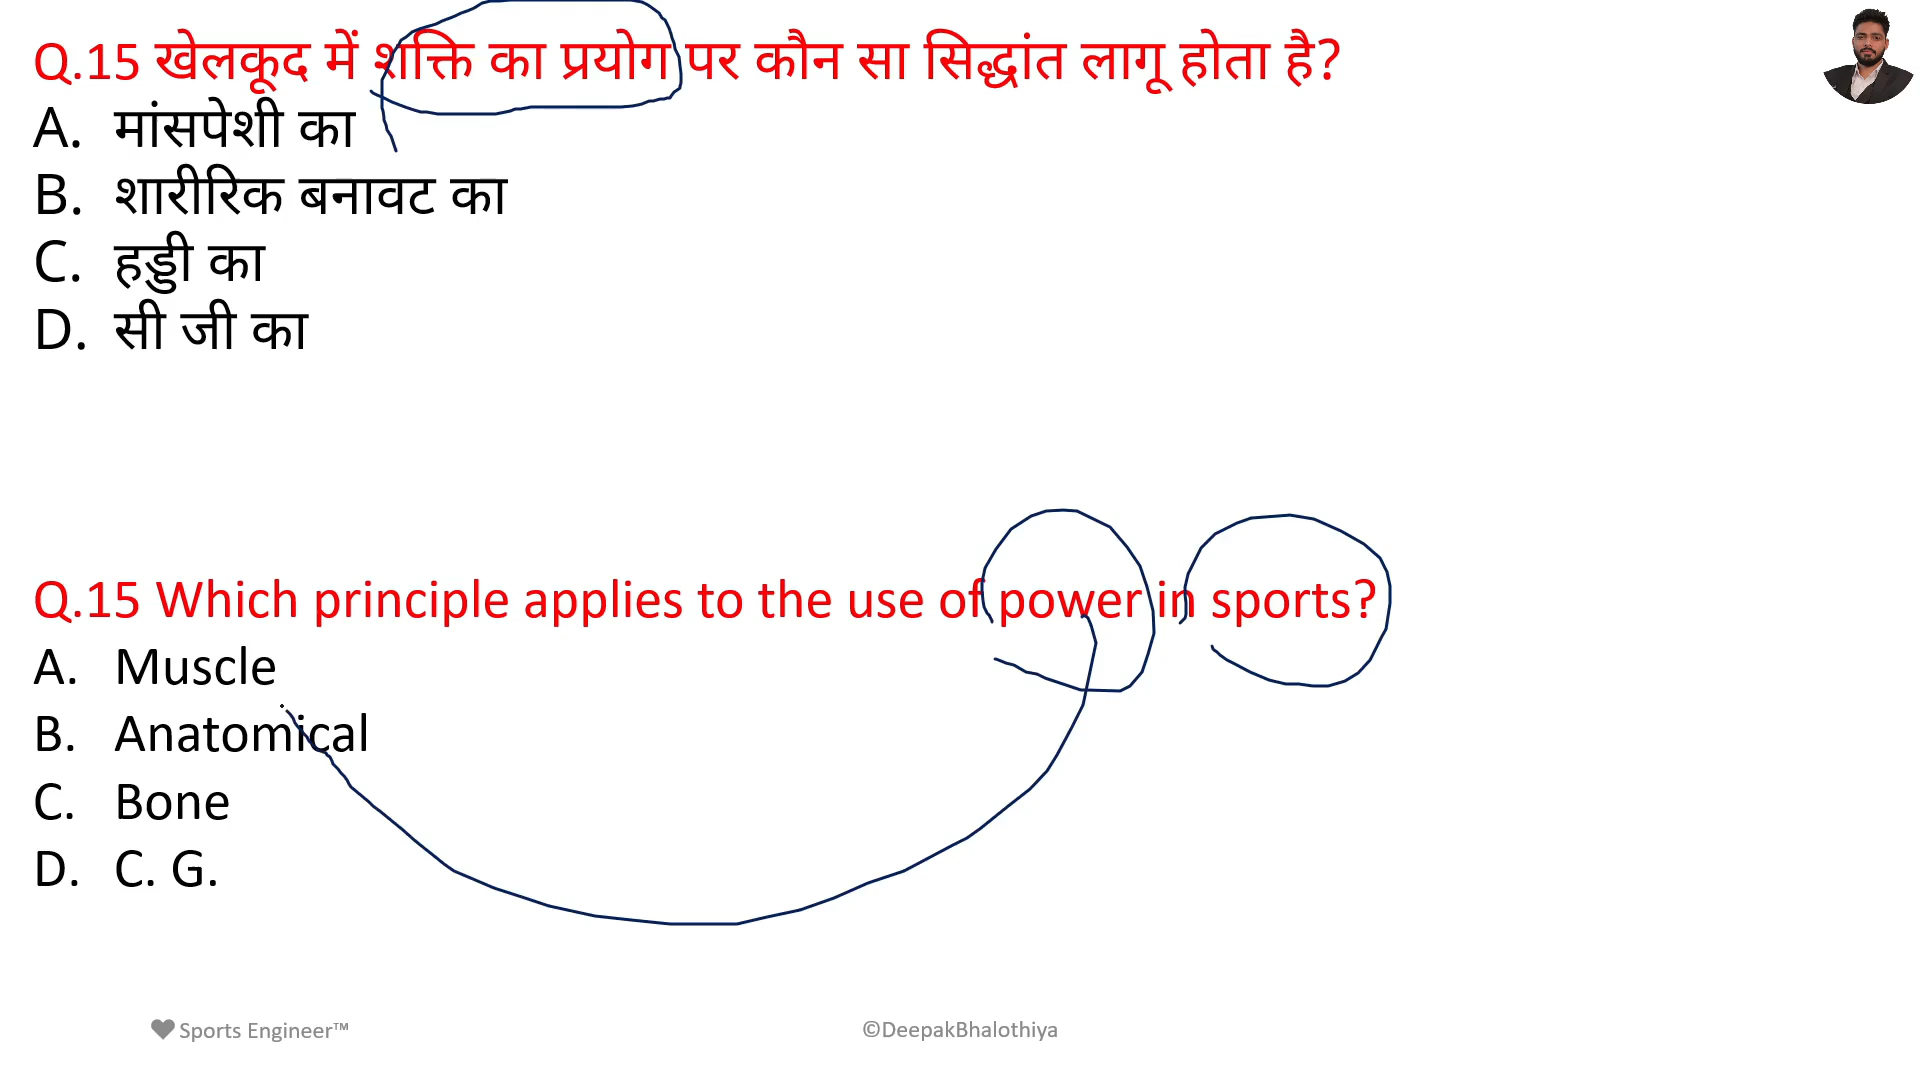 Q.15 खेलकूद में शक्ति का प्रयोग पर कौन सा सिद्धांत लागू होता है?
A. मांसपेशी का
B. शारीरिक बनावट का
C. हड्डी का
D. सी जी का
Q.15 Which principle applies to the use of power in sports?
A. Muscle
B. Anatomical
C. Bone
D. C. G.
Sports Engineer™
©DeepakBhalothiya